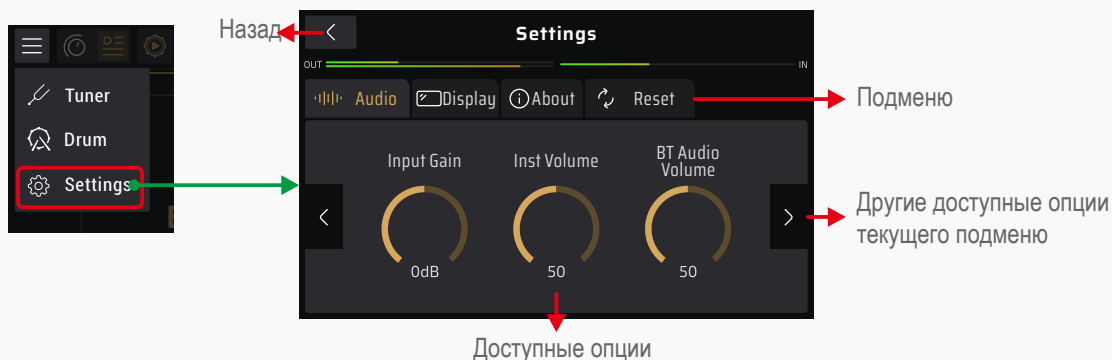 Назад
Settings
OUT
IN
Tuner
Drum
Settings
Audio
Display
About
Reset
Подменю
Input Gain
Inst Volume
BT Audio
Volume
0dB
50
50
Другие доступные опции
текущего подменю
Доступные опции